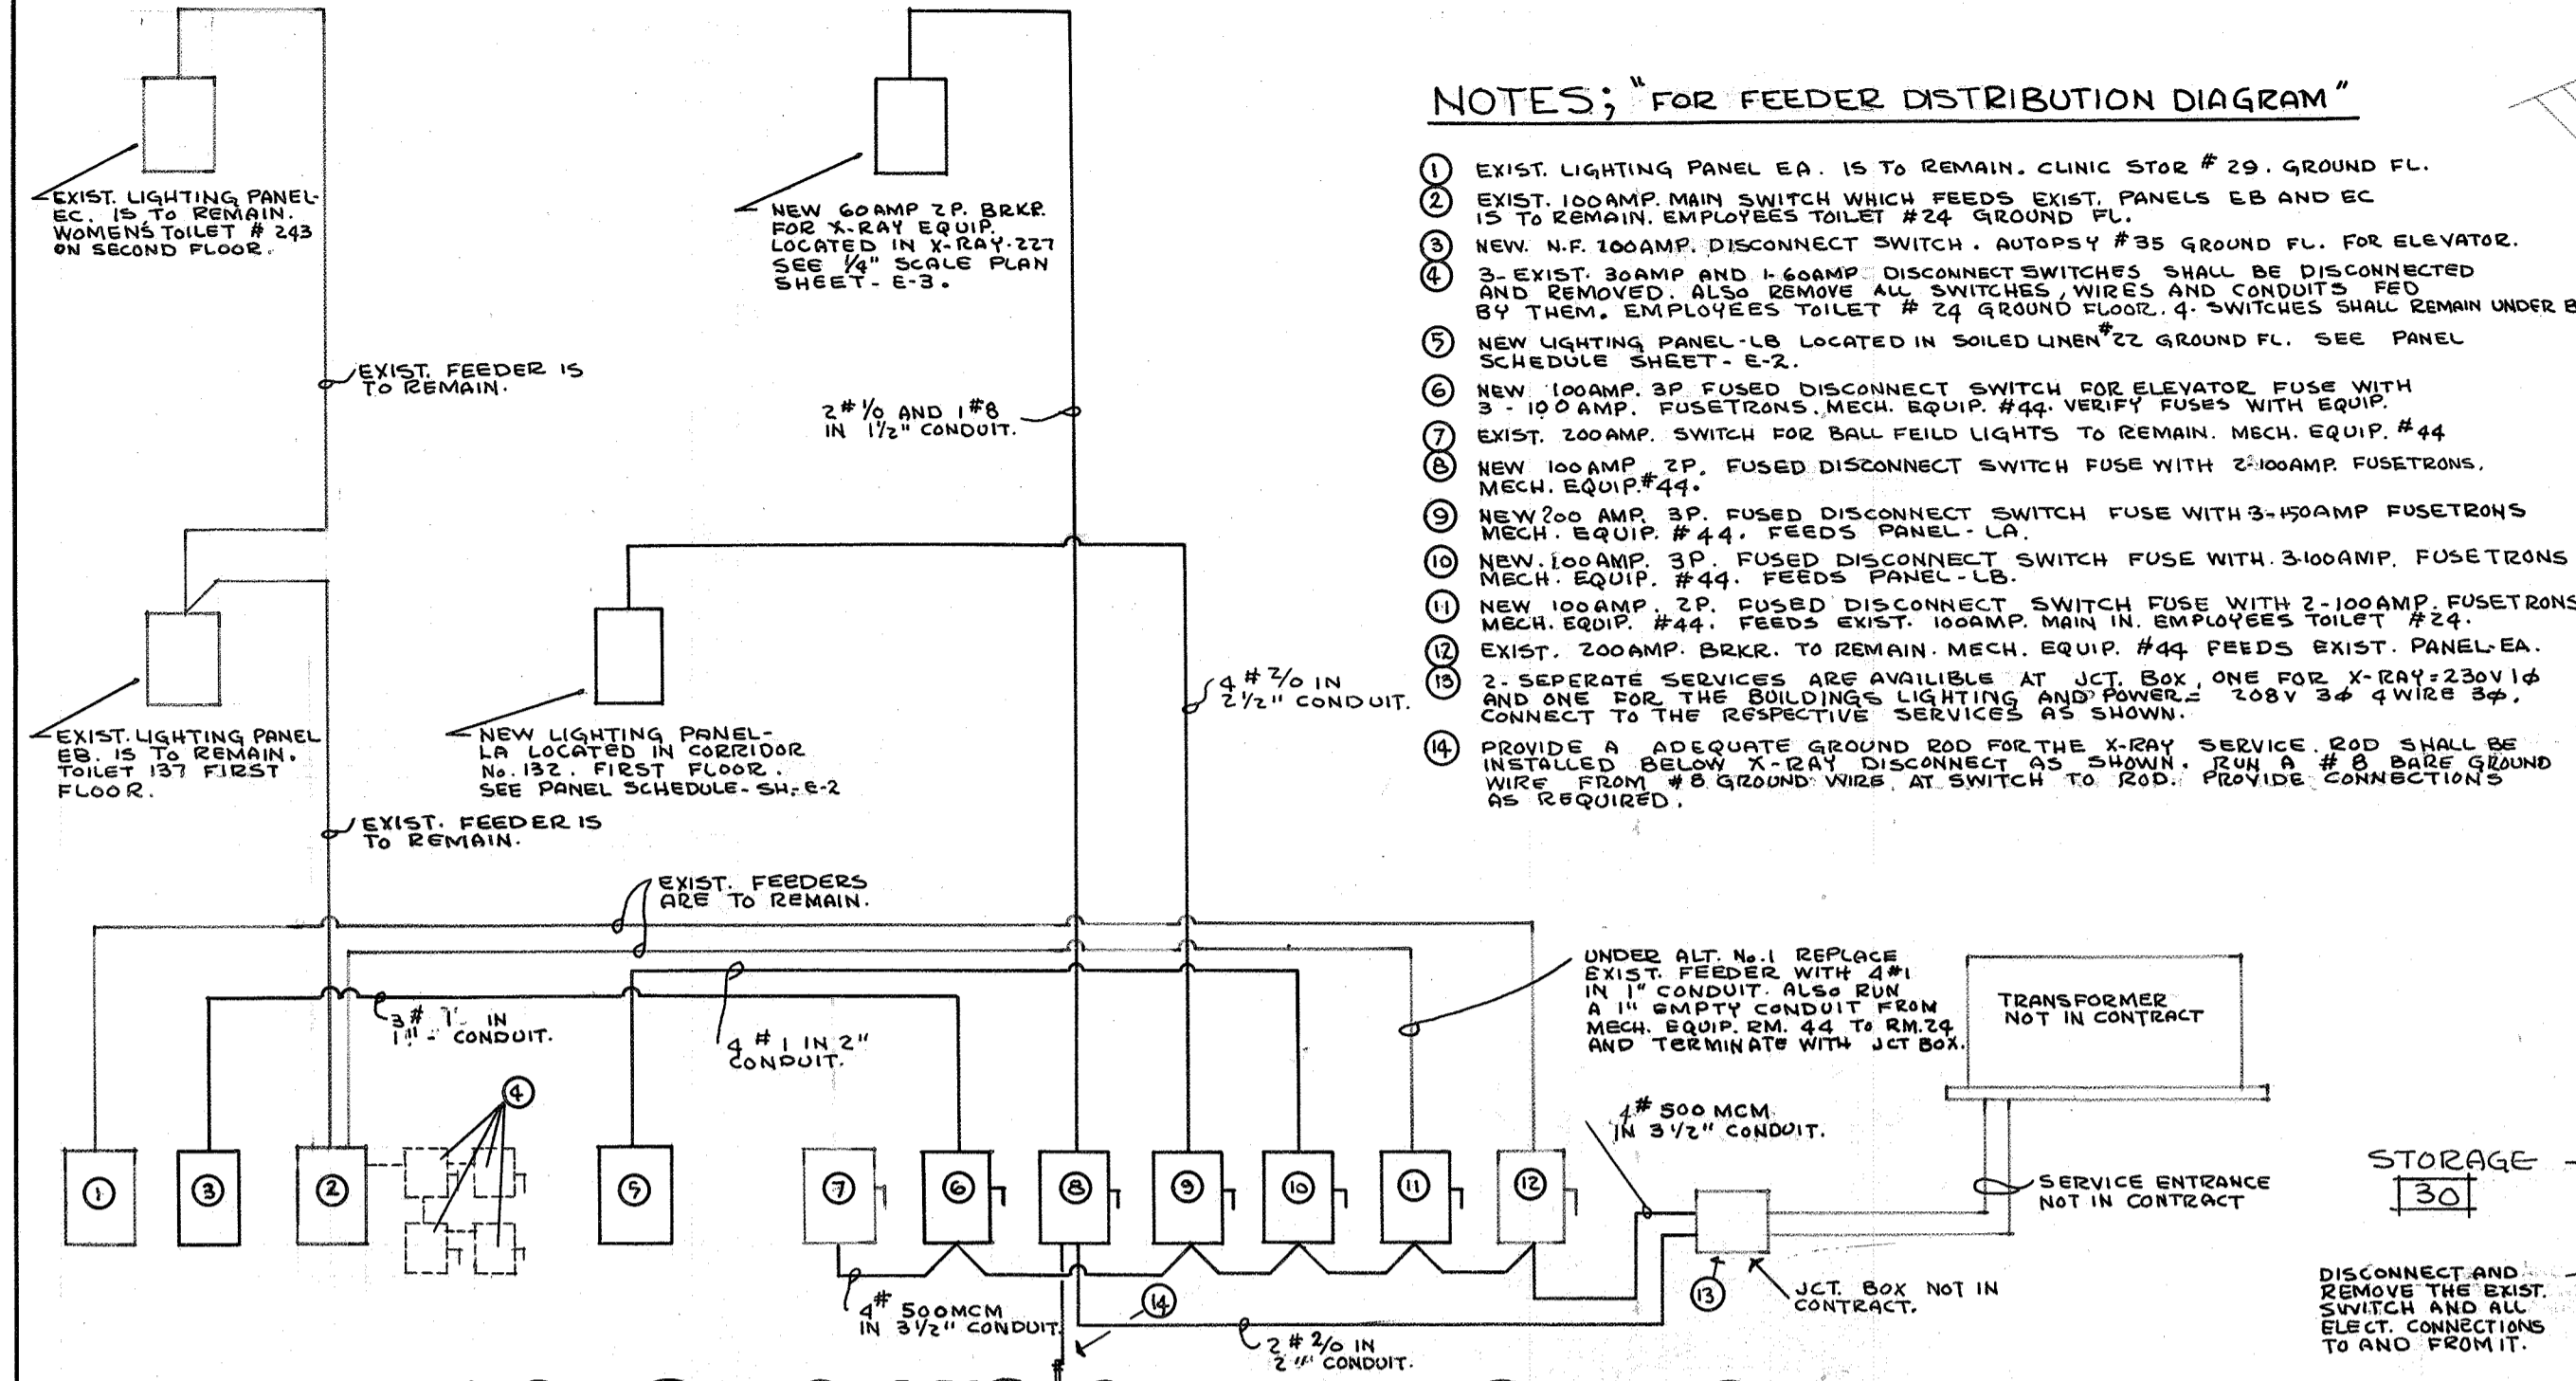 NOTES; "FOR FEEDER DISTRIBUTION DIAGRAM"
① EXIST. LIGHTING PANEL EA. IS TO REMAIN. CLINIC STOR # 29. GROUND FL.
② EXIST. 100AMP. MAIN SWITCH WHICH FEEDS EXIST. PANELS EB AND EC
IS TO REMAIN. EMPLOYEES TOILET #24 GROUND FL.
③ NEW. N.F. 100AMP. DISCONNECT SWITCH. AUTOPSY #35 GROUND FL. FOR ELEVATOR.
④ 3- EXIST. 30AMP AND 1-60AMP DISCONNECT SWITCHES SHALL BE DISCONNECTED
AND REMOVED. ALSO REMOVE ALL SWITCHES, WIRES AND CONDUITS FED
BY THEM. EMPLOYEES TOILET # 24 GROUND FLOOR. 4. SWITCHES SHALL REMAIN UNDER
⑤ NEW LIGHTING PANEL-LB LOCATED IN SOILED LINEN #22 GROUND FL. SEE PANEL
SCHEDULE SHEET- E-2.
⑥ NEW 100AMP. 3P FUSED DISCONNECT SWITCH FOR ELEVATOR FUSE WITH
3 - 100 AMP. FUSETRONS. MECH. EQUIP. #44. VERIFY FUSES WITH EQUIP.
⑦ EXIST. 200AMP. SWITCH FOR BALL FEILD LIGHTS TO REMAIN. MECH. EQUIP. #44
⑧ NEW 100 AMP 2P. FUSED DISCONNECT SWITCH FUSE WITH 2-100AMP. FUSETRONS.
MECH. EQUIP. #44.
⑨ NEW 200 AMP. 3P. FUSED DISCONNECT SWITCH FUSE WITH 3-150AMP FUSETRONS
MECH. EQUIP. #44. FEEDS PANEL-LA.
⑩ NEW. 100AMP. 3P. FUSED DISCONNECT SWITCH FUSE WITH 3-100AMP. FUSETRONS
MECH. EQUIP. #44. FEEDS PANEL-LB.
⑪ NEW 100AMP. 2P. FUSED DISCONNECT SWITCH FUSE WITH 2-100AMP. FUSETRONS
MECH. EQUIP. #44. FEEDS EXIST. 100AMP. MAIN IN. EMPLOYEES TOILET #24.
⑫ EXIST. 200AMP. BRKR. TO REMAIN. MECH. EQUIP. #44 FEEDS EXIST. PANEL-EA.
⑬ 2- SEPERATE SERVICES ARE AVAILIBLE AT JCT. BOX, ONE FOR X-RAY=230V 1ϕ
AND ONE FOR THE BUILDINGS LIGHTING AND POWER= 208V 3ϕ 4WIRE 3ϕ.
CONNECT TO THE RESPECTIVE SERVICES AS SHOWN.
⑭ PROVIDE A ADEQUATE GROUND ROD FOR THE X-RAY SERVICE. ROD SHALL BE
INSTALLED BELOW X-RAY DISCONNECT AS SHOWN. RUN A # 8 BARE GROUND
WIRE FROM #8 GROUND WIRE AT SWITCH TO ROD. PROVIDE CONNECTIONS
AS REQUIRED.
EXIST. LIGHTING PANEL-
EC. IS TO REMAIN.
WOMENS TOILET # 243
ON SECOND FLOOR.
NEW 60AMP 2P. BRKR.
FOR X-RAY EQUIP.
LOCATED IN X-RAY-227
SEE 1/4" SCALE PLAN
SHEET- E-3.
EXIST. FEEDER IS
TO REMAIN.
2 # 1/0 AND 1 #8
IN 1 1/2" CONDUIT.
4 # 2/0 IN
2 1/2" CONDUIT.
EXIST. LIGHTING PANEL
EB. IS TO REMAIN.
TOILET 137 FIRST
FLOOR.
NEW LIGHTING PANEL-
LA LOCATED IN CORRIDOR
No. 132. FIRST FLOOR.
SEE PANEL SCHEDULE-SH.-E-2
EXIST. FEEDER IS
TO REMAIN.
EXIST. FEEDERS
ARE TO REMAIN.
3 # 1 IN
1" - CONDUIT.
4 # 1 IN 2"
CONDUIT.
UNDER ALT. No.1 REPLACE
EXIST. FEEDER WITH 4#1
IN 1" CONDUIT. ALSO RUN
A 1" EMPTY CONDUIT FROM
MECH. EQUIP. RM. 44 TO RM.24
AND TERMINATE WITH JCT BOX.
TRANSFORMER
NOT IN CONTRACT
4 # 500 MCM
IN 3 1/2" CONDUIT.
④
① ③ ② ⑤ ⑦ ⑥ ⑧ ⑨ ⑩ ⑪ ⑫
SERVICE ENTRANCE
NOT IN CONTRACT
STORAGE
30
4 # 500MCM
IN 3 1/2" CONDUIT
⑭
2 # 2/0 IN
2" CONDUIT.
⑬
JCT. BOX NOT IN
CONTRACT.
DISCONNECT AND
REMOVE THE EXIST.
SWITCH AND ALL
ELECT. CONNECTIONS
TO AND FROM IT.